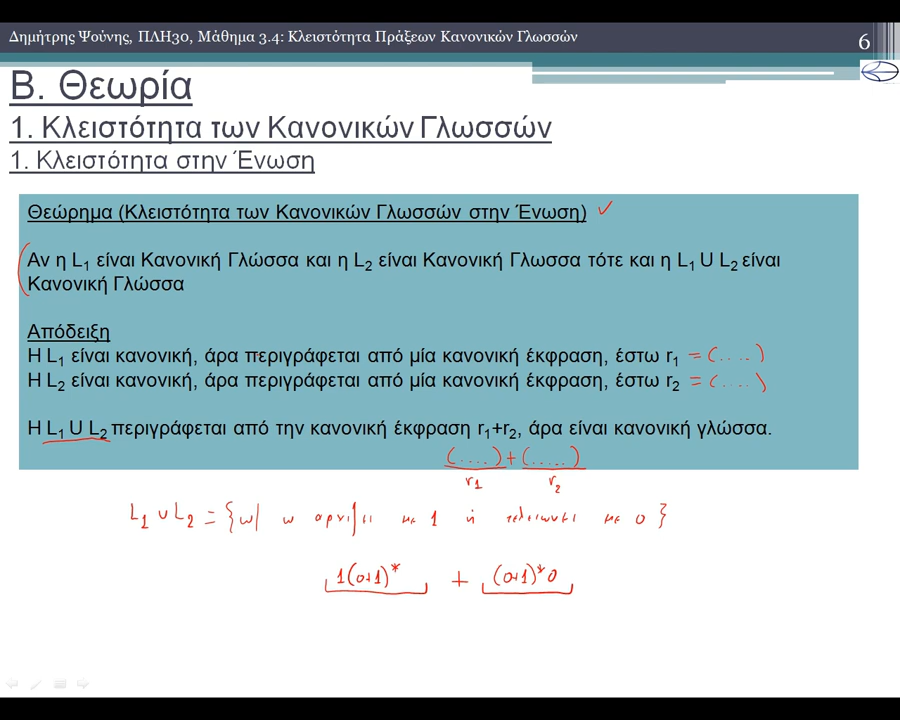 Δημήτρης Ψούνης, ΠΛΗ30, Μάθημα 3.4: Κλειστότητα Πράξεων Κανονικών Γλωσσών
6
Β. Θεωρία
1. Κλειστότητα των Κανονικών Γλωσσών
1. Κλειστότητα στην Ένωση
Θεώρημα (Κλειστότητα των Κανονικών Γλωσσών στην Ένωση) ✓
Αν η L₁ είναι Κανονική Γλώσσα και η L₂ είναι Κανονική Γλωσσα τότε και η L₁ U L₂ είναι
Κανονική Γλώσσα
Απόδειξη
Η L₁ είναι κανονική, άρα περιγράφεται από μία κανονική έκφραση, έστω r₁ = (....)
Η L₂ είναι κανονική, άρα περιγράφεται από μία κανονική έκφραση, έστω r₂ = (....)
Η L₁ U L₂ περιγράφεται από την κανονική έκφραση r₁+r₂, άρα είναι κανονική γλώσσα.
(....) + (.....)
r₁ r₂
L₁ ∪ L₂ = {w| w αρχίζει με 1 ή τελειώνει με 0}
1(0+1)* + (0+1)*0